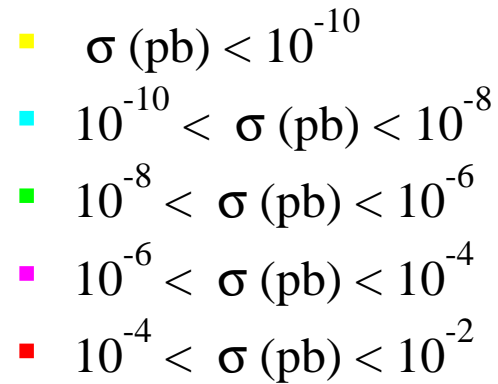 σ (pb) < 10^-10
10^-10 < σ (pb) < 10^-8
10^-8 < σ (pb) < 10^-6
10^-6 < σ (pb) < 10^-4
10^-4 < σ (pb) < 10^-2